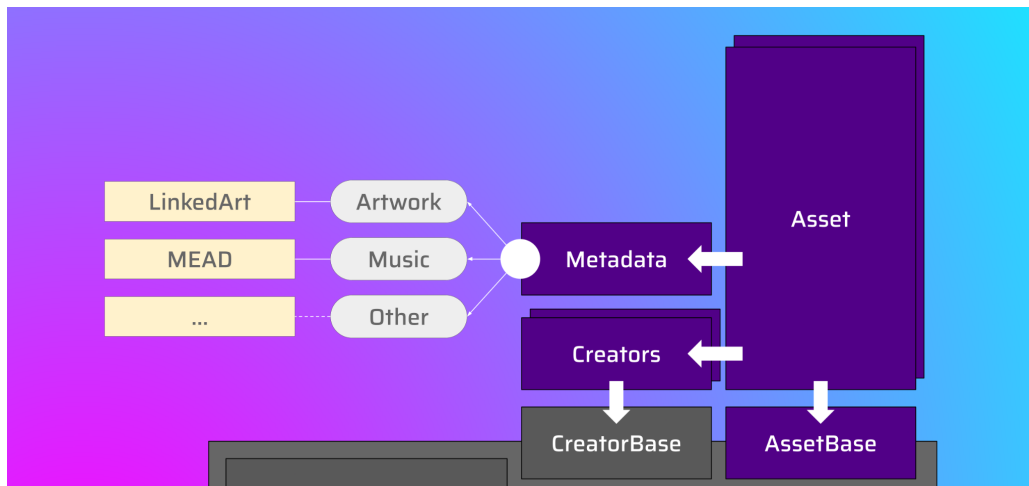 LinkedArt
Artwork
Asset
MEAD
Music
Metadata
...
Other
Creators
CreatorBase
AssetBase